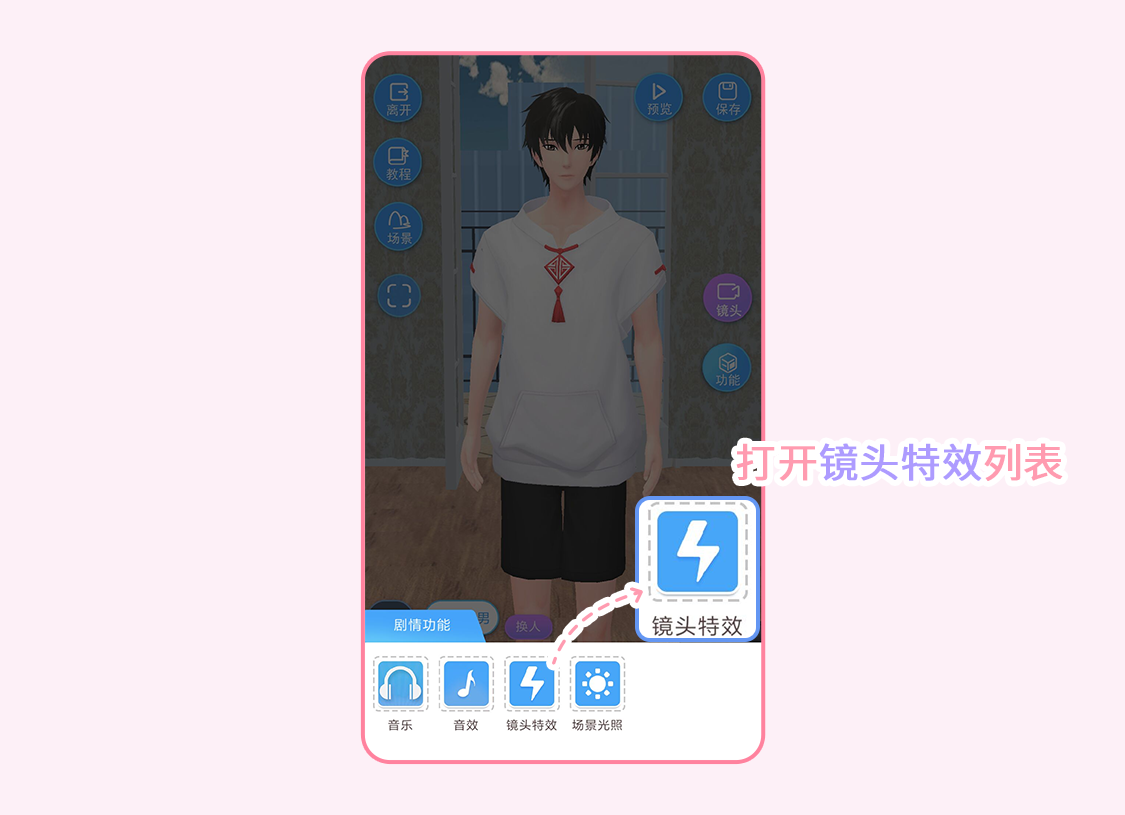 离开
预览
保存
教程
场景
镜头
功能
打开镜头特效列表
镜头特效
男
换人
剧情功能
音乐
音效
镜头特效
场景光照